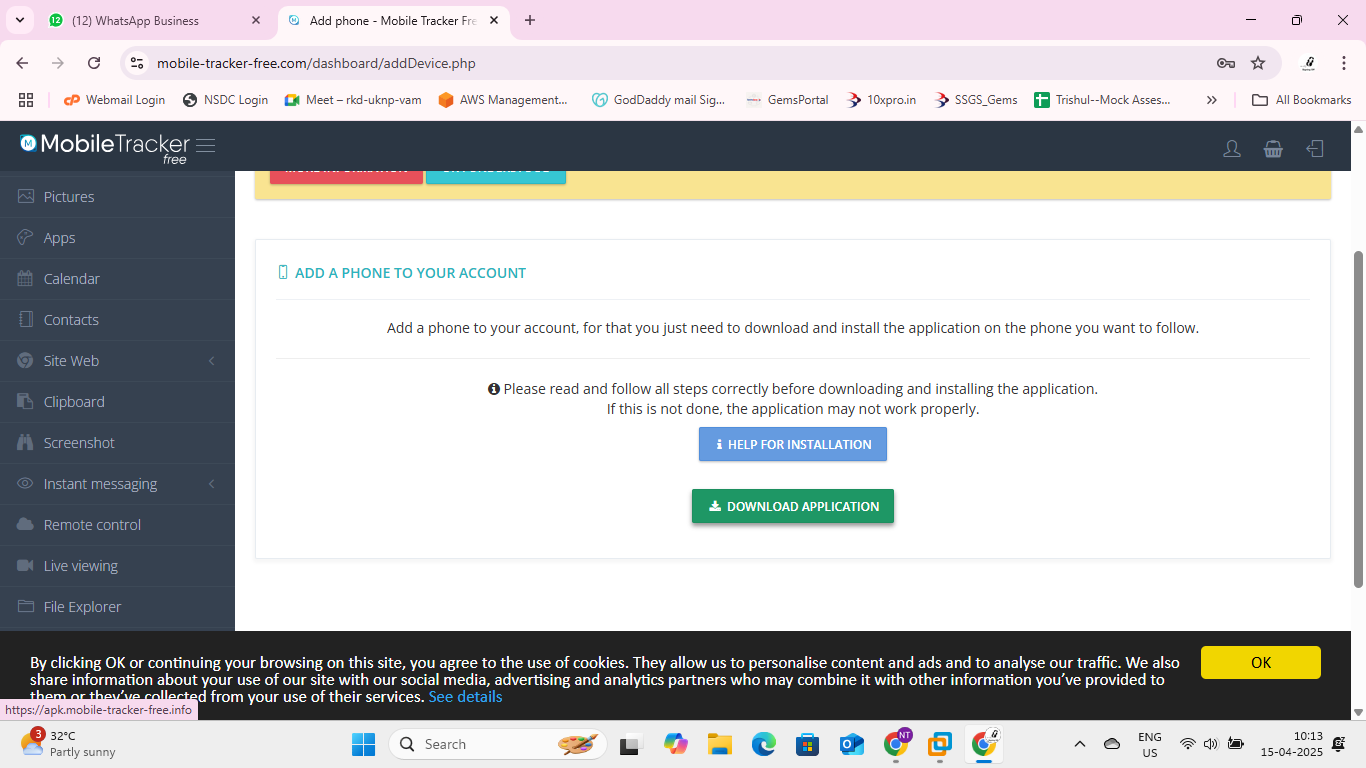 (12) WhatsApp Business
Add phone - Mobile Tracker Fre
mobile-tracker-free.com/dashboard/addDevice.php
Webmail Login
NSDC Login
Meet – rkd-uknp-vam
AWS Management...
GoDaddy mail Sig...
GemsPortal
10xpro.in
SSGS_Gems
Trishul--Mock Asses...
All Bookmarks
MobileTracker
free
Pictures
Apps
Calendar
Contacts
Site Web
Clipboard
Screenshot
Instant messaging
Remote control
Live viewing
File Explorer
ADD A PHONE TO YOUR ACCOUNT
Add a phone to your account, for that you just need to download and install the application on the phone you want to follow.
Please read and follow all steps correctly before downloading and installing the application.
If this is not done, the application may not work properly.
HELP FOR INSTALLATION
DOWNLOAD APPLICATION
By clicking OK or continuing your browsing on this site, you agree to the use of cookies. They allow us to personalise content and ads and to analyse our traffic. We also
share information about your use of our site with our social media, advertising and analytics partners who may combine it with other information you've provided to
them or they've collected from your use of their services. See details
OK
https://apk.mobile-tracker-free.info
3
32°C
Partly sunny
Search
NT
ENG
US
10:13
15-04-2025